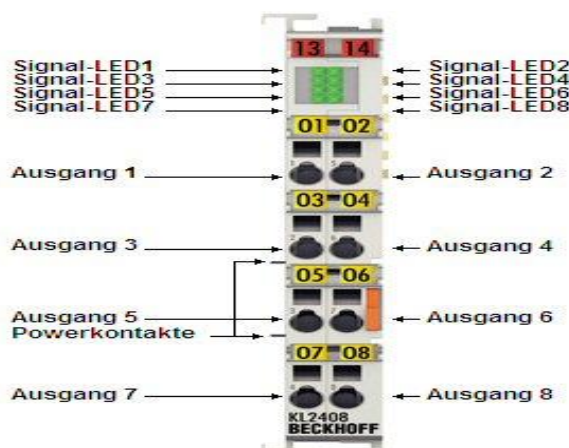 13 14
Signal-LED1 Signal-LED2
Signal-LED3 Signal-LED4
Signal-LED5 Signal-LED6
Signal-LED7 Signal-LED8
01 02
Ausgang 1 Ausgang 2
03 04
Ausgang 3 Ausgang 4
05 06
Ausgang 5 Ausgang 6
Powerkontakte
07 08
Ausgang 7 Ausgang 8
KL2408
BECKHOFF